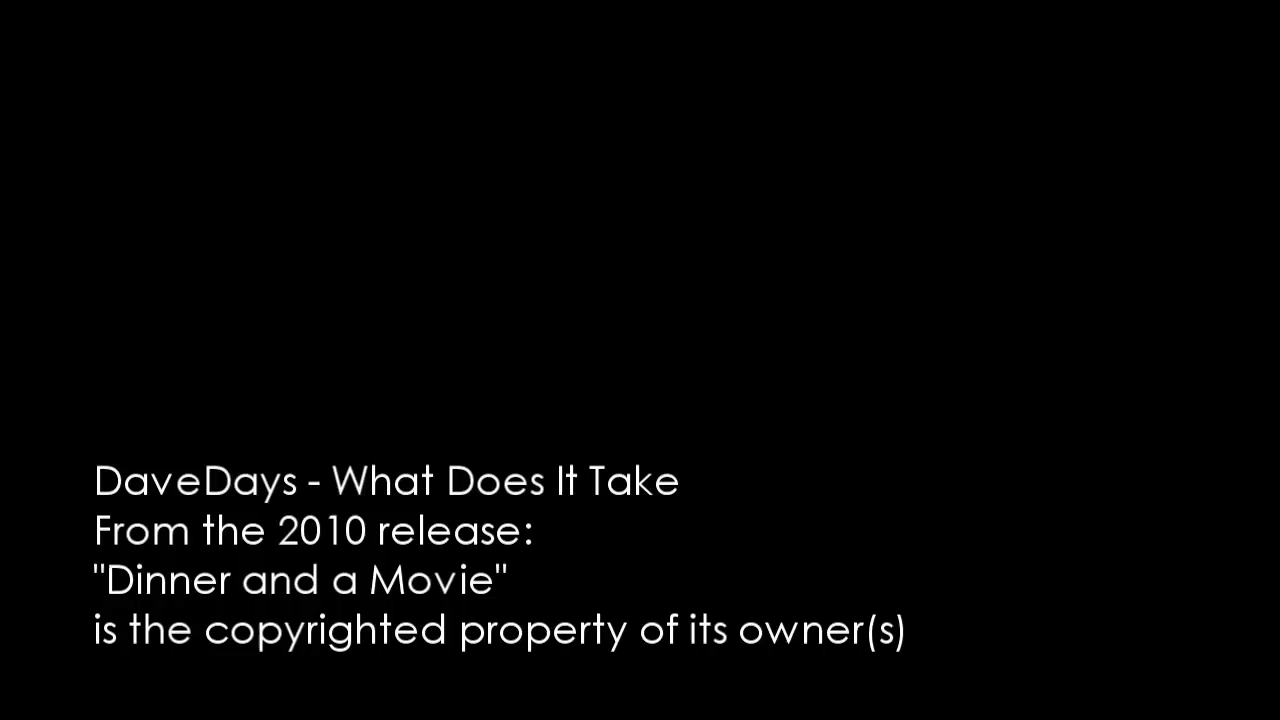 DaveDays - What Does It Take
From the 2010 release:
"Dinner and a Movie"
is the copyrighted property of its owner(s)